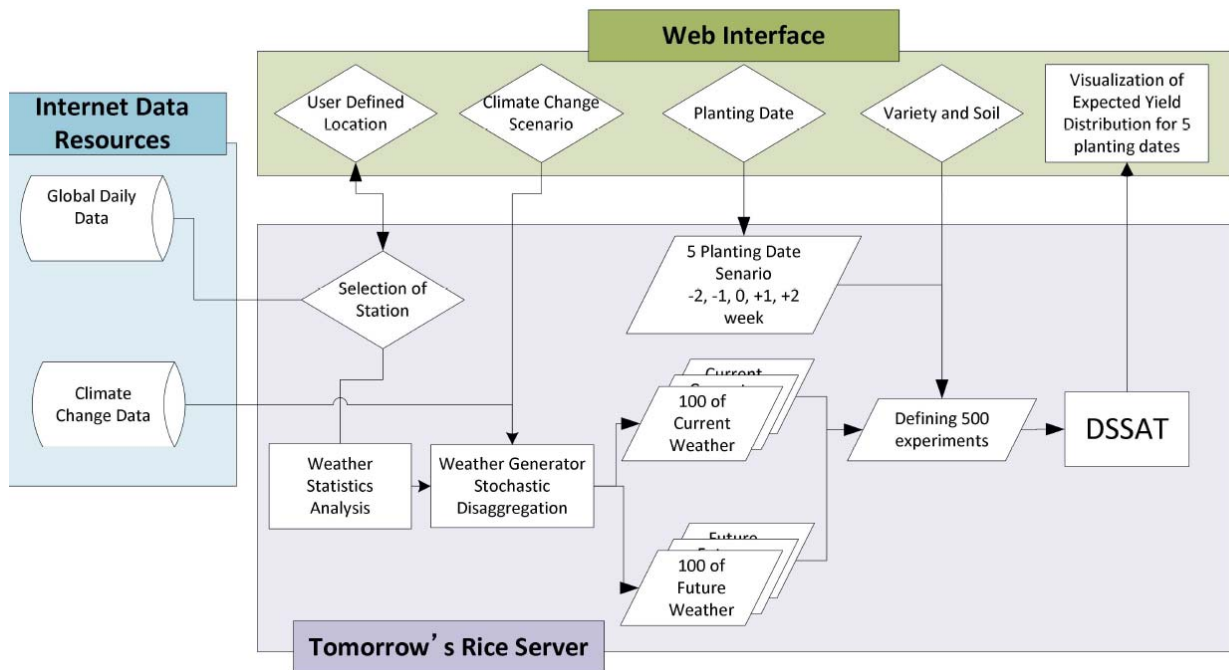 Web Interface
Internet Data
Resources
User Defined
Location
Climate Change
Scenario
Planting Date
Variety and Soil
Visualization of
Expected Yield
Distribution for 5
planting dates
Global Daily
Data
Climate
Change Data
Selection of
Station
5 Planting Date
Senario
-2, -1, 0, +1, +2
week
Weather
Statistics
Analysis
Weather Generator
Stochastic
Disaggregation
Current
100 of
Current
Weather
Future
100 of
Future
Weather
Defining 500
experiments
DSSAT
Tomorrow’s Rice Server